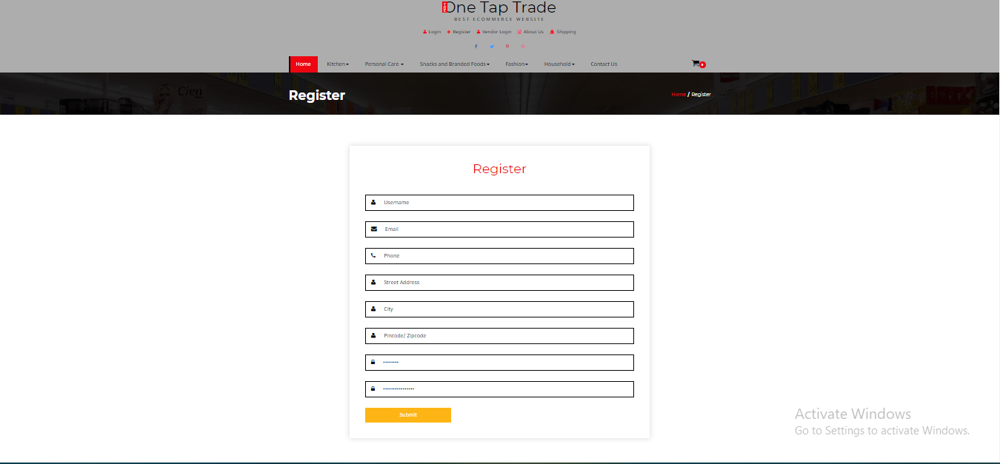 THE
One Tap Trade
BEST ECOMMERCE WEBSITE
Login Register Vendor Login About Us Shipping
Home Kitchen Personal Care Snacks and Branded Foods Fashion Household Contact Us
Cien
Register
Home / Register
Register
Username
Email
Phone
Street Address
City
Pincode/ Zipcode
••••••••
••••••••••••••••
Submit
Activate Windows
Go to Settings to activate Windows.